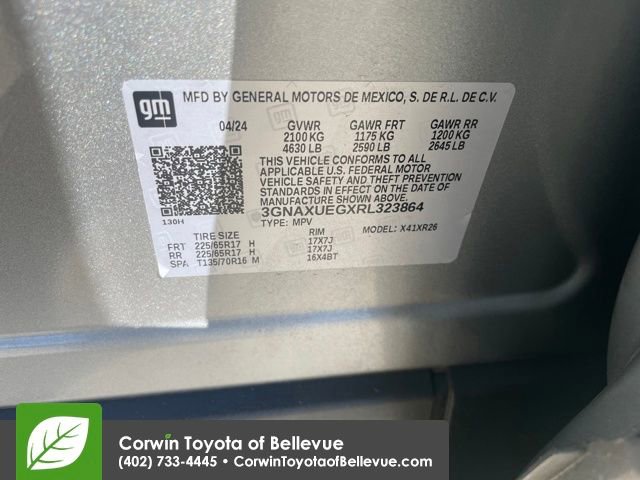 gm
MFD BY GENERAL MOTORS DE MEXICO, S. DE R.L. DE C.V.
04/24 GVWR GAWR FRT GAWR RR
2100 KG 1175 KG 1200 KG
4630 LB 2590 LB 2645 LB
THIS VEHICLE CONFORMS TO ALL
APPLICABLE U.S. FEDERAL MOTOR
VEHICLE SAFETY AND THEFT PREVENTION
STANDARDS IN EFFECT ON THE DATE OF
MANUFACTURE SHOWN ABOVE.
3GNAXUEGXRL323864
130H TYPE: MPV MODEL: X41XR26
TIRE SIZE RIM
FRT 225/65R17 H 17X7J
RR 225/65R17 H 17X7J
SPA T135/70R16 M 16X4BT
Corwin Toyota of Bellevue
(402) 733-4445 • CorwinToyotaofBellevue.com